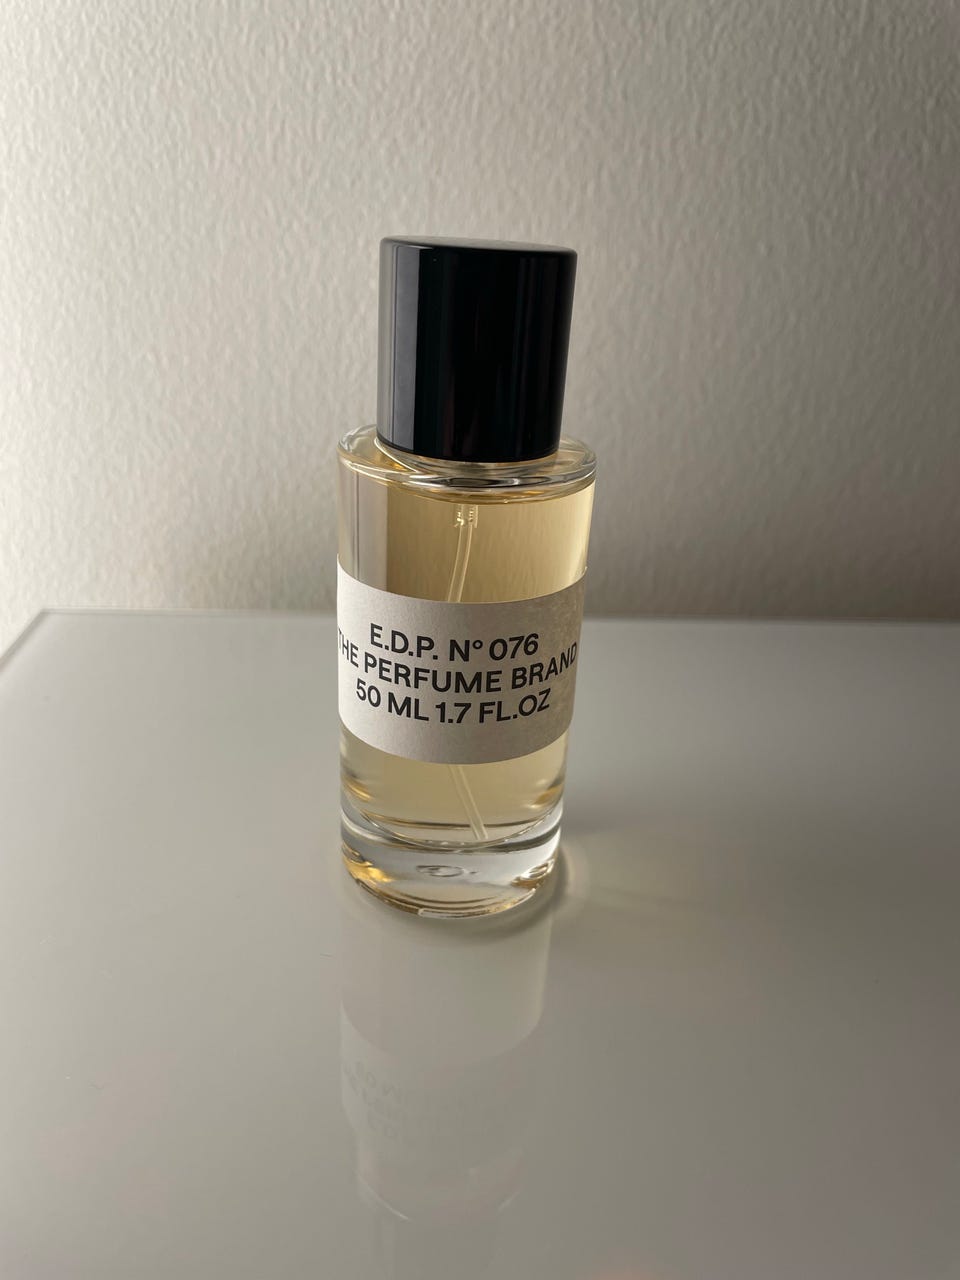 E.D.P. N° 076
THE PERFUME BRAND
50 ML 1.7 FL.OZ